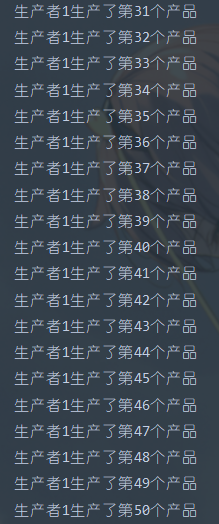 生产者1生产了第31个产品
生产者1生产了第32个产品
生产者1生产了第33个产品
生产者1生产了第34个产品
生产者1生产了第35个产品
生产者1生产了第36个产品
生产者1生产了第37个产品
生产者1生产了第38个产品
生产者1生产了第39个产品
生产者1生产了第40个产品
生产者1生产了第41个产品
生产者1生产了第42个产品
生产者1生产了第43个产品
生产者1生产了第44个产品
生产者1生产了第45个产品
生产者1生产了第46个产品
生产者1生产了第47个产品
生产者1生产了第48个产品
生产者1生产了第49个产品
生产者1生产了第50个产品